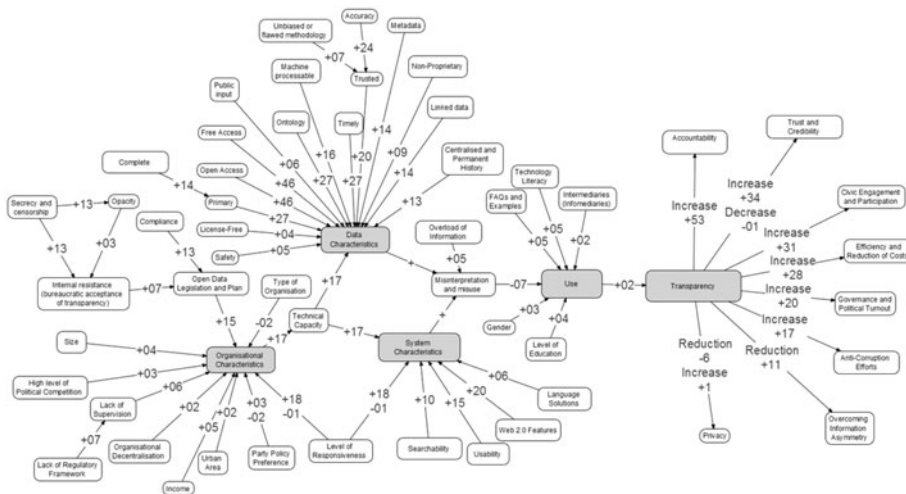 Accuracy
Metadata
Unbiased or
flawed methodology
+24
+07
Trusted
Non-Proprietary
Machine
processable
Public
input
Linked data
Ontology
Timely
+14
Free Access
+16
+20
+09
+06
+27
+27
+14
Centralised and
Permanent
History
+13
Complete
+14
Open Access
+46
+46
Primary
+27
License-Free
+04
Safety
+05
Data
Characteristics
Secrecy and
censorship
+13
Opacity
+13
+03
Compliance
+13
Internal resistance
(bureaucratic acceptance
of transparency)
+07
Open Data
Legislation and Plan
+15
Type of
Organisation
-02
+17
Technical
Capacity
+17
+17
Overload of
Information
+05
+
Misinterpretation
and misuse
-07
+
System
Characteristics
Technology
Literacy
FAQs and
Examples
Intermediaries
(Infomediaries)
+05
+05
+02
Use
+03
Gender
+04
Level of
Education
+02
Transparency
Accountability
Increase
+53
Trust and
Credibility
Increase
+34
Decrease
-01
Civic Engagement
and Participation
Increase
+31
Efficiency and
Reduction of Costs
Increase
+28
Increase
+20
Governance and
Political Turnout
Increase
+17
Anti-Corruption
Efforts
Reduction
+11
Overcoming
Information
Asymmetry
Reduction
-6
Increase
+1
Privacy
Size
+04
Organisational
Characteristics
High level of
Political Competition
+03
Lack of
Supervision
+06
+07
Lack of Regulatory
Framework
+02
Organisational
Decentralisation
+05
Income
+02
Urban
Area
+03
-02
Party Policy
Preference
+18
-01
Level of
Responsiveness
+18
-01
+10
Searchability
+15
Usability
+20
Web 2.0 Features
+06
Language
Solutions